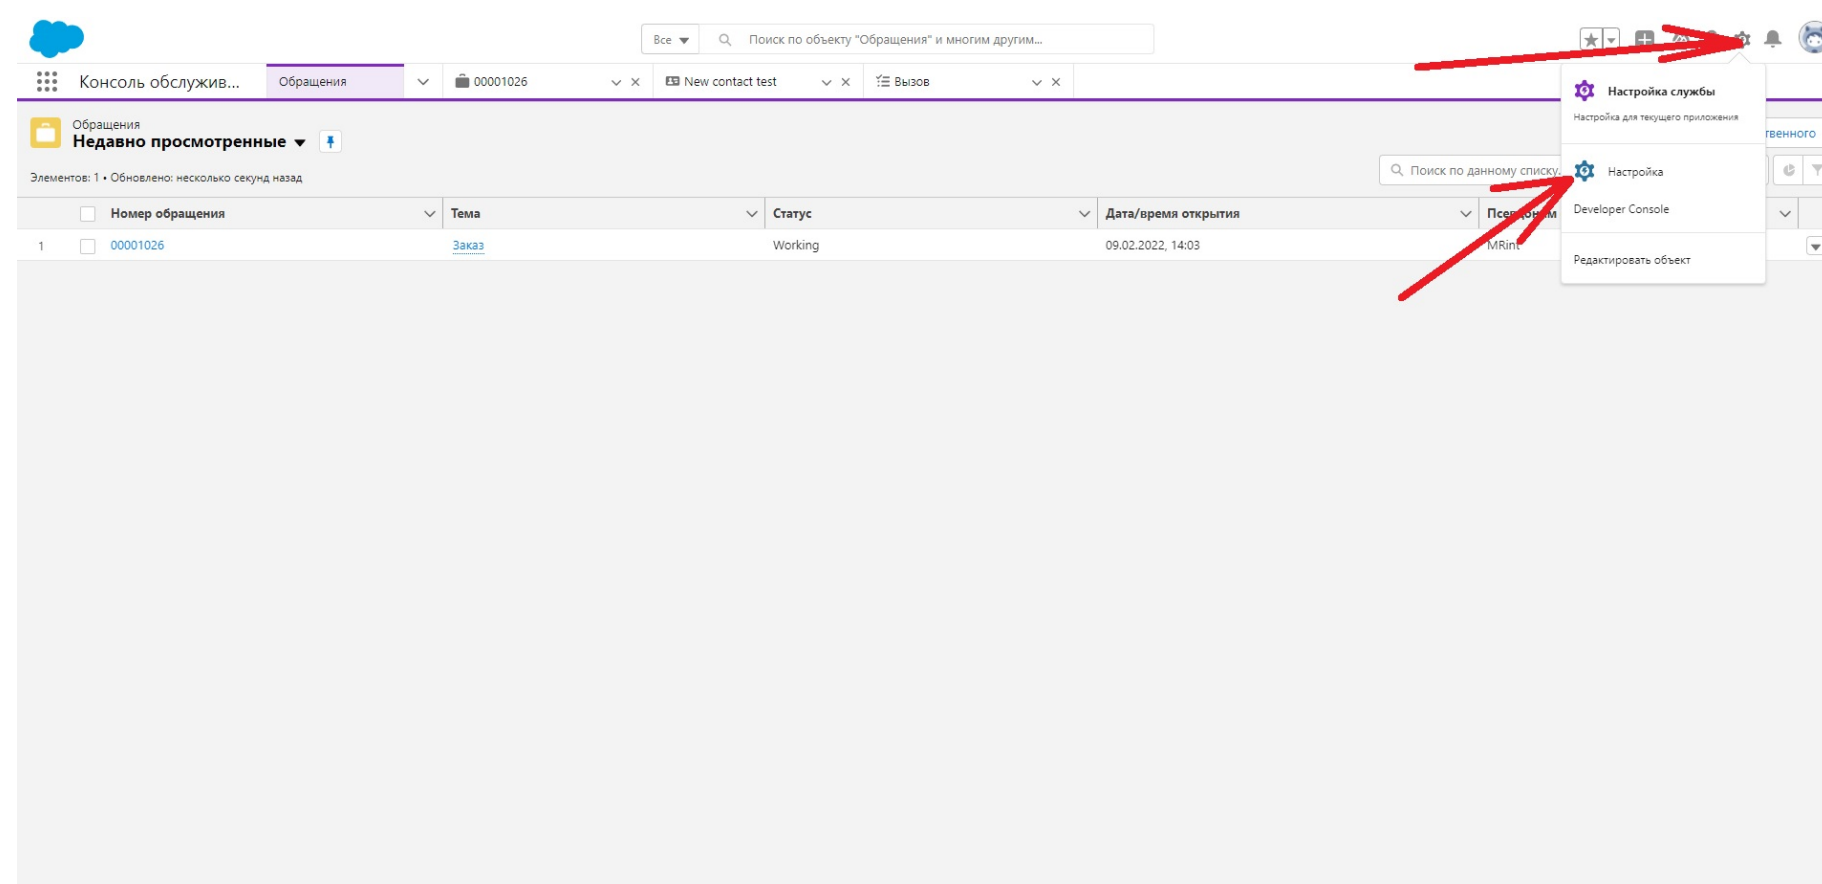 Все
Поиск по объекту "Обращения" и многим другим...
Консоль обслужив...
Обращения
00001026
New contact test
Вызов
Настройка службы
Настройка для текущего приложения
Обращения
Недавно просмотренные
твенного
Элементов: 1 • Обновлено: несколько секунд назад
Поиск по данному списку.
Настройка
Номер обращения
Тема
Статус
Дата/время открытия
Developer Console
1
00001026
Заказ
Working
09.02.2022, 14:03
MRint
Редактировать объект